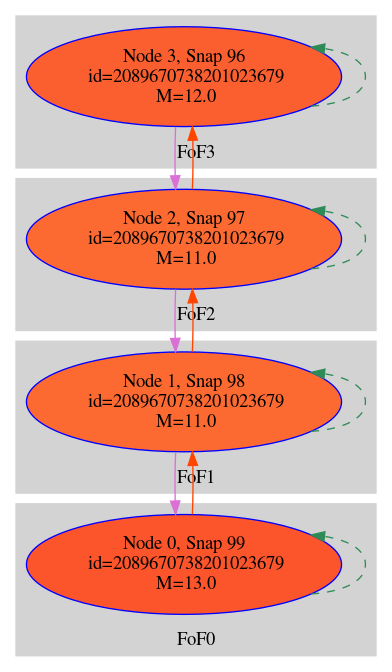 Node 3, Snap 96
id=2089670738201023679
M=12.0
FoF3
Node 2, Snap 97
id=2089670738201023679
M=11.0
FoF2
Node 1, Snap 98
id=2089670738201023679
M=11.0
FoF1
Node 0, Snap 99
id=2089670738201023679
M=13.0
FoF0